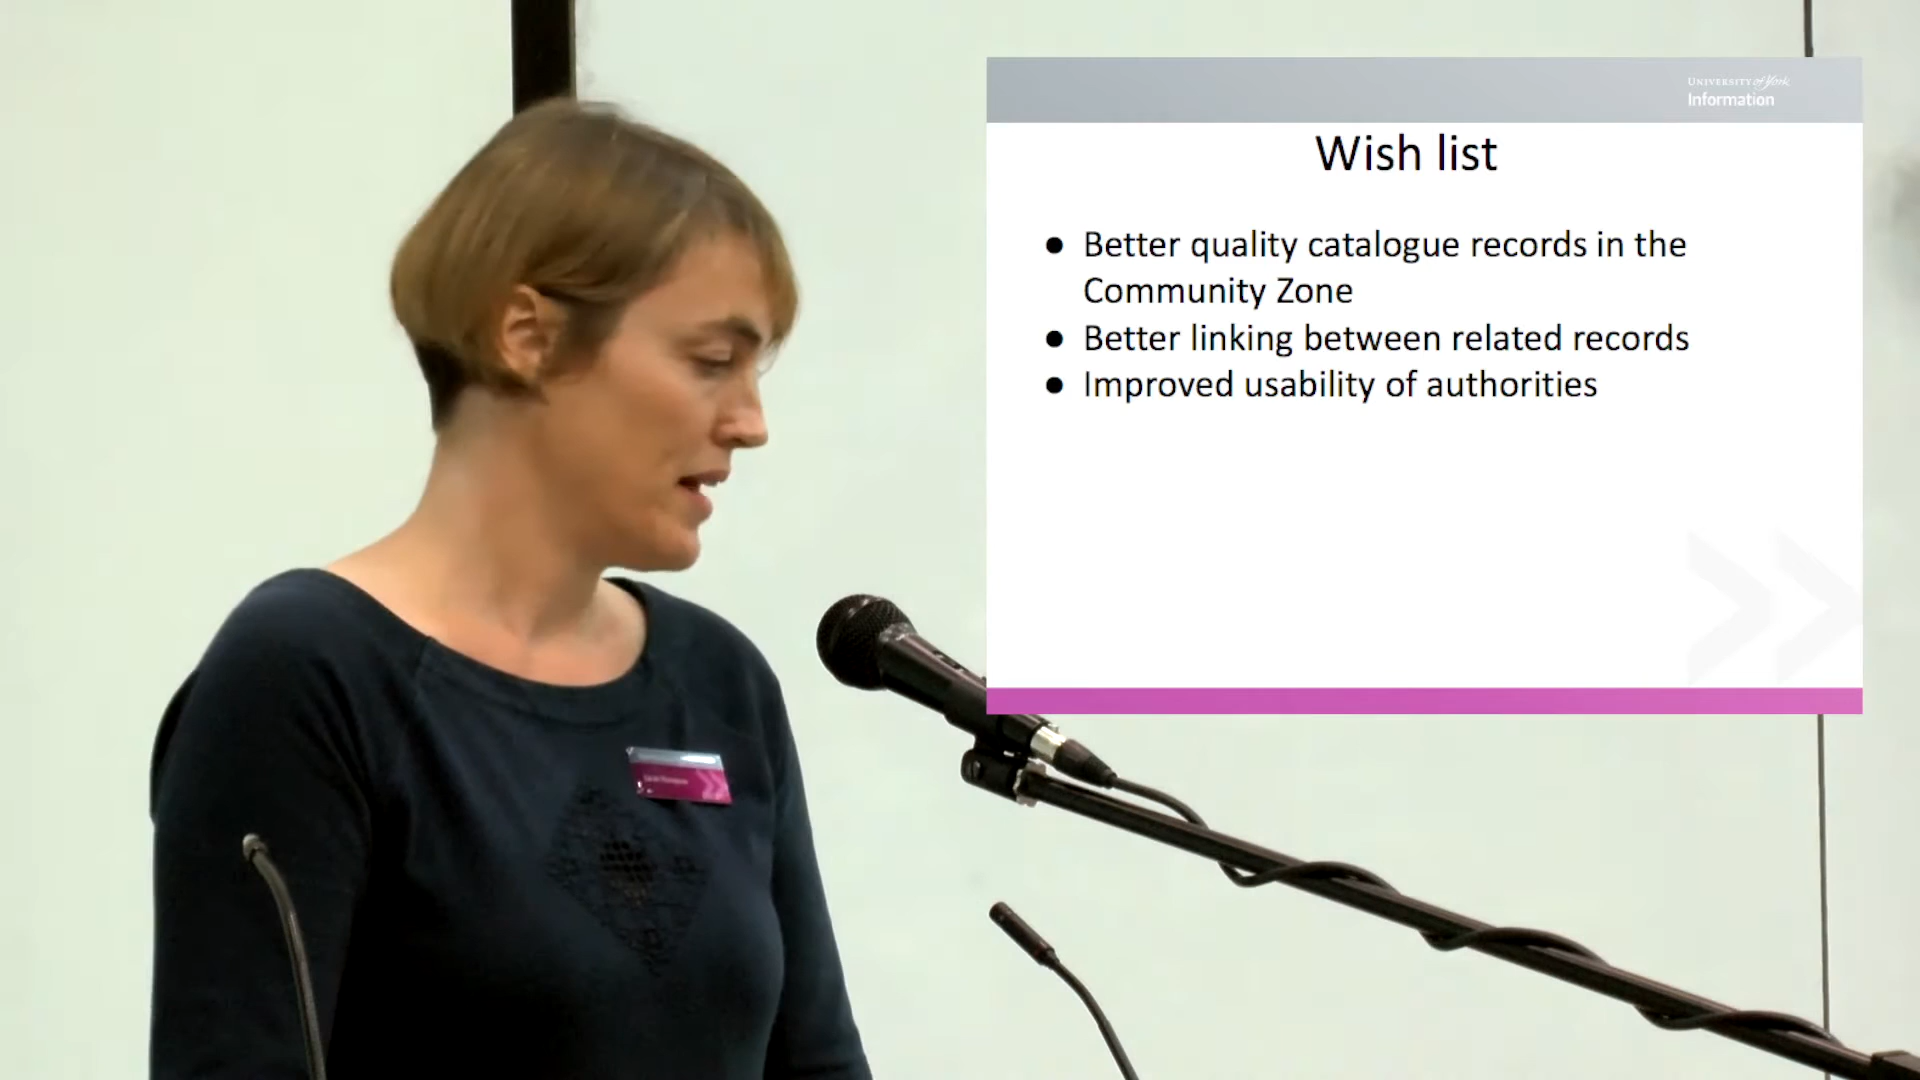 University of York
Information
Wish list
● Better quality catalogue records in the
Community Zone
● Better linking between related records
● Improved usability of authorities